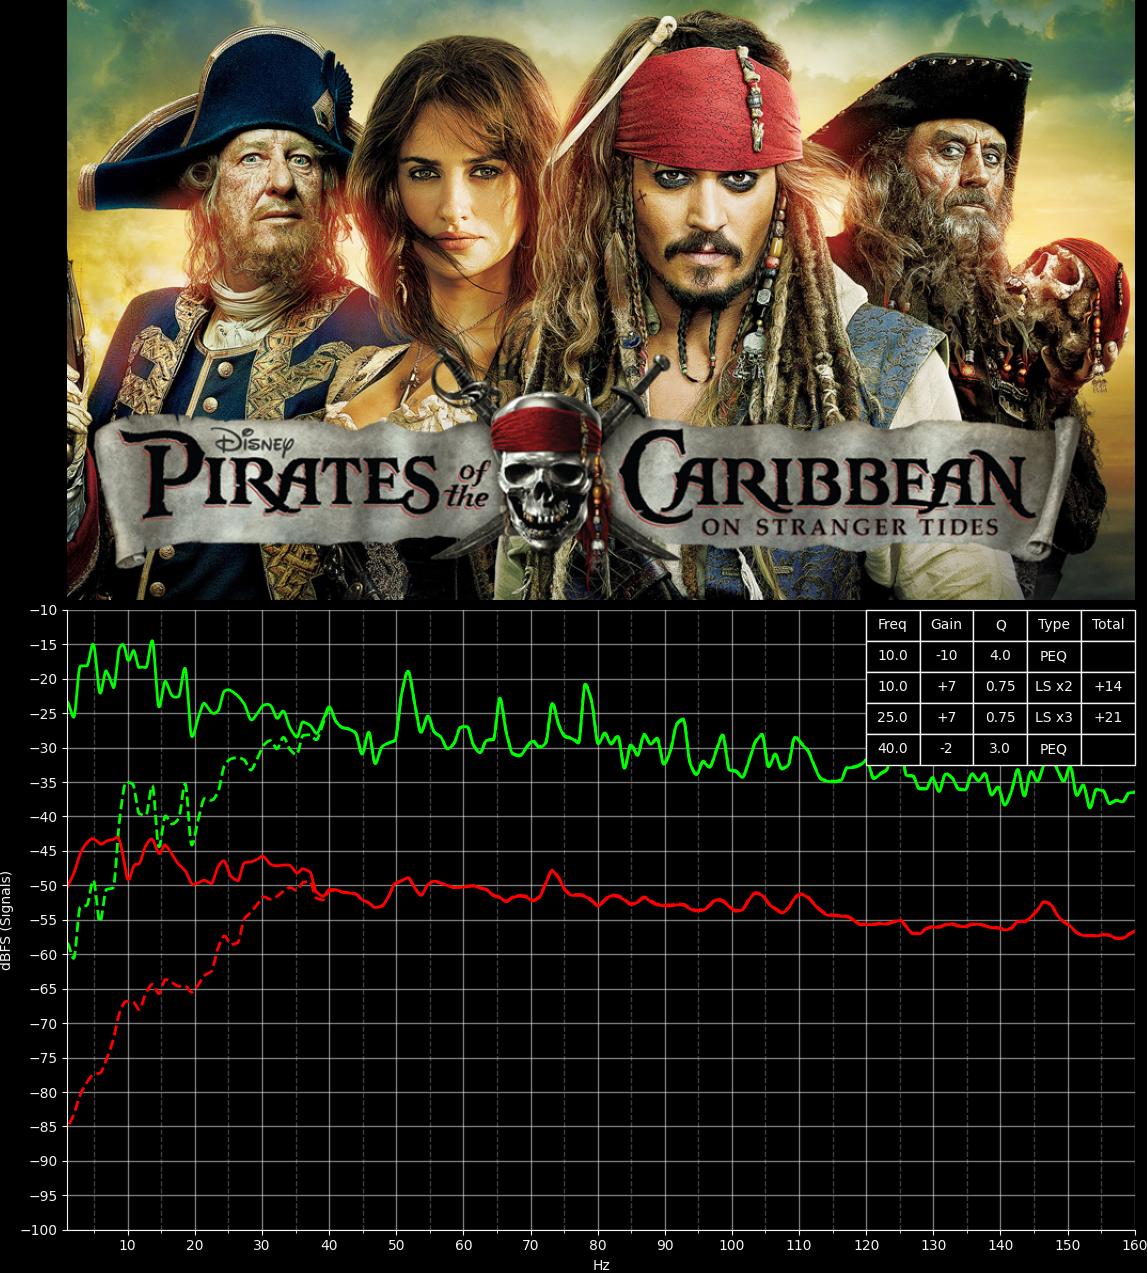 Disney
PIRATES of the CARIBBEAN
ON STRANGER TIDES
Freq Gain Q Type Total
10.0 -10 4.0 PEQ
10.0 +7 0.75 LS x2 +14
25.0 +7 0.75 LS x3 +21
40.0 -2 3.0 PEQ
−10
−15
−20
−25
−30
−35
−40
−45
−50
−55
−60
−65
−70
−75
−80
−85
−90
−95
−100
dBFS (Signals)
10 20 30 40 50 60 70 80 90 100 110 120 130 140 150 160
Hz